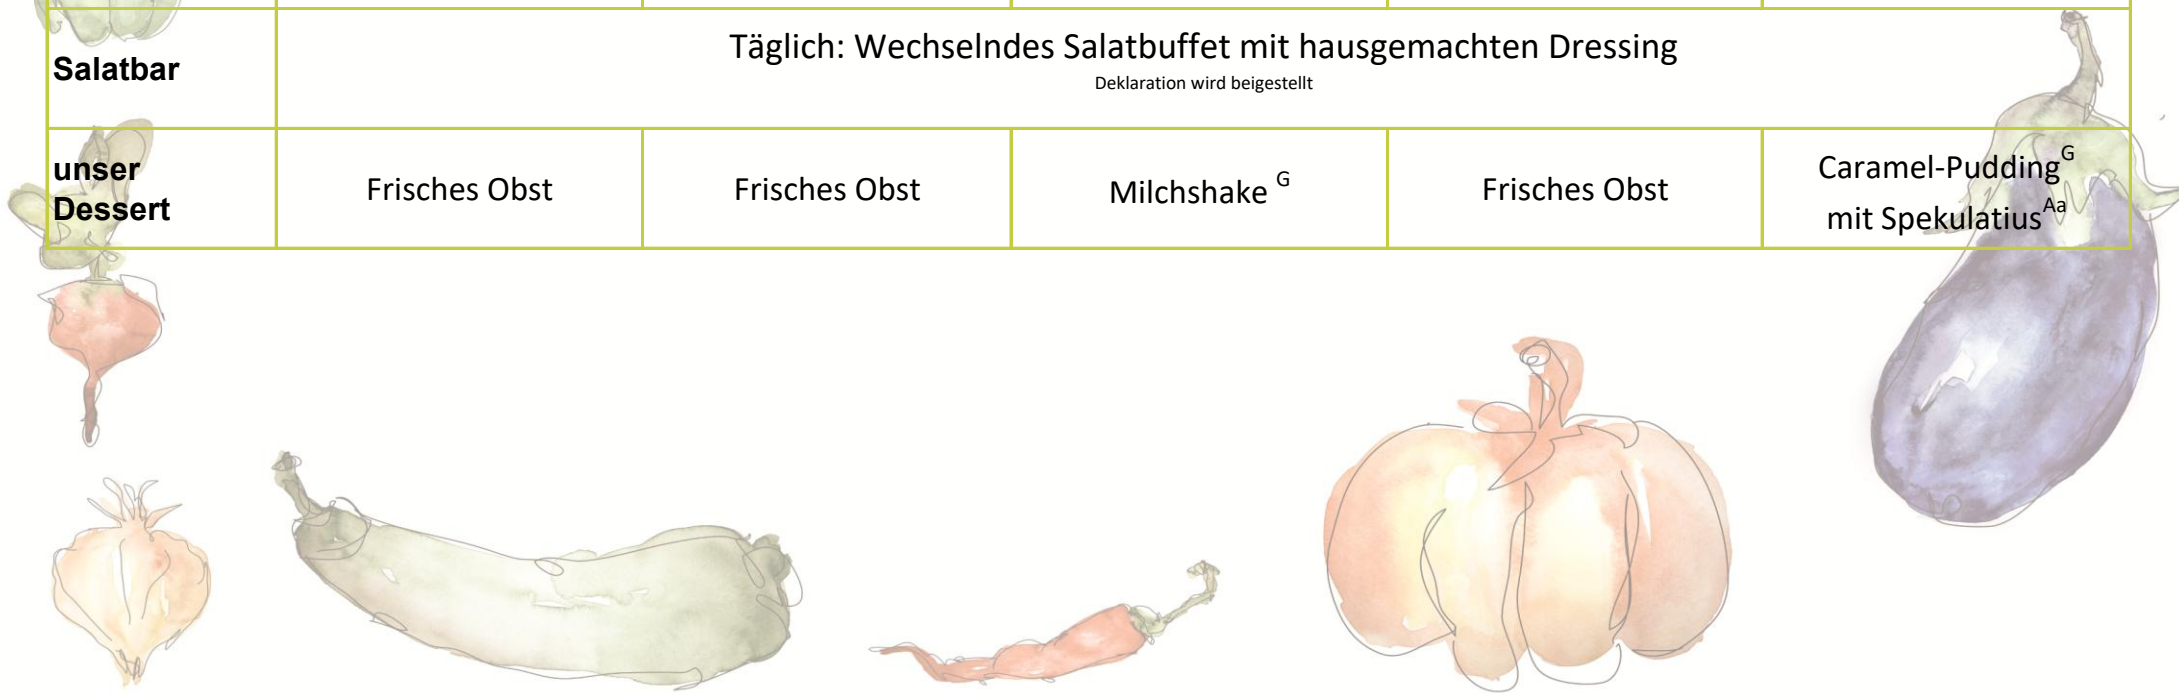 Salatbar
Täglich: Wechselndes Salatbuffet mit hausgemachten Dressing
Deklaration wird beigestellt
unser
Dessert
Frisches Obst
Frisches Obst
Milchshake G
Frisches Obst
Caramel-Pudding G
mit Spekulatius Aa